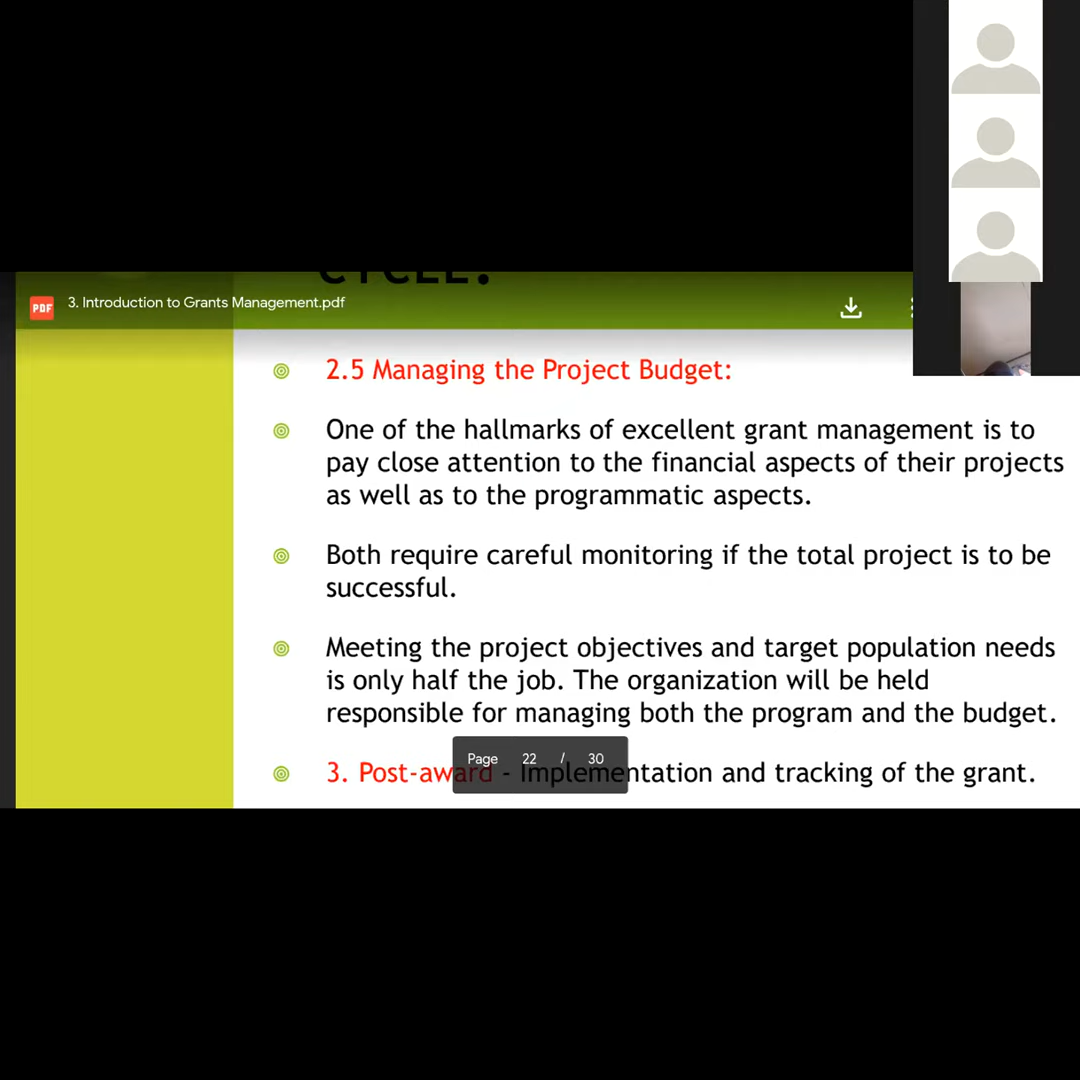 CYCLE:
PDF
3. Introduction to Grants Management.pdf
2.5 Managing the Project Budget:
One of the hallmarks of excellent grant management is to
pay close attention to the financial aspects of their projects
as well as to the programmatic aspects.
Both require careful monitoring if the total project is to be
successful.
Meeting the project objectives and target population needs
is only half the job. The organization will be held
responsible for managing both the program and the budget.
3. Post-award - Implementation and tracking of the grant.
Page 22 / 30